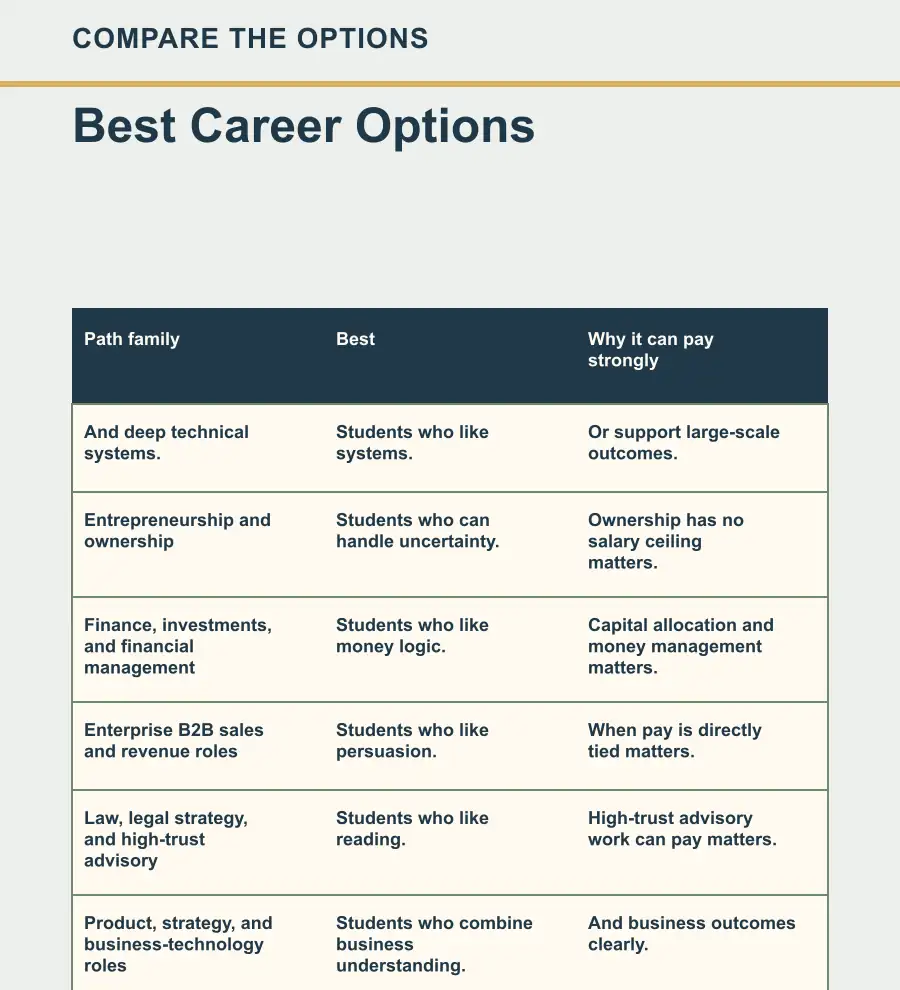 COMPARE THE OPTIONS
Best Career Options
Path family
Best
Why it can pay
strongly
And deep technical
systems.
Students who like
systems.
Or support large-scale
outcomes.
Entrepreneurship and
ownership
Students who can
handle uncertainty.
Ownership has no
salary ceiling
matters.
Finance, investments,
and financial
management
Students who like
money logic.
Capital allocation and
money management
matters.
Enterprise B2B sales
and revenue roles
Students who like
persuasion.
When pay is directly
tied matters.
Law, legal strategy,
and high-trust
advisory
Students who like
reading.
High-trust advisory
work can pay matters.
Product, strategy, and
business-technology
roles
Students who combine
business
understanding.
And business outcomes
clearly.